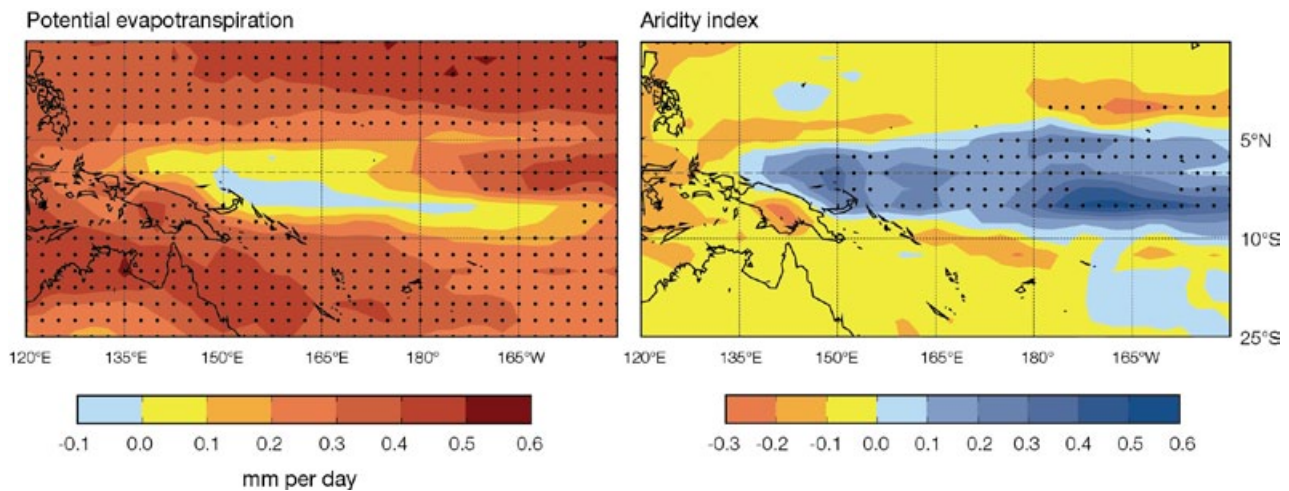 Potential evapotranspiration
Aridity index
5°N
10°S
25°S
120°E 135°E 150°E 165°E 180° 165°W
120°E 135°E 150°E 165°E 180° 165°W
-0.1 0.0 0.1 0.2 0.3 0.4 0.5 0.6
mm per day
-0.3 -0.2 -0.1 0.0 0.1 0.2 0.3 0.4 0.5 0.6